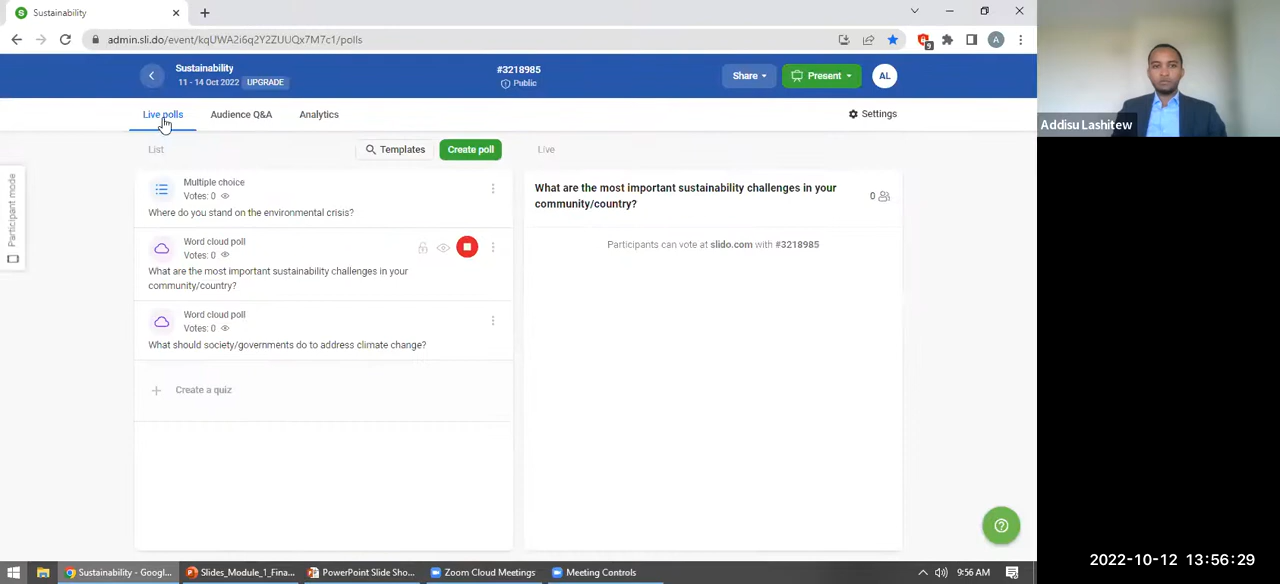 Sustainability
admin.sli.do/event/kqUWA2i6q2Y2ZUUQx7M7c1/polls
9
A
Sustainability
11 - 14 Oct 2022 UPGRADE
#3218985
Public
Share
Present
AL
Live polls
Audience Q&A
Analytics
Settings
Participant mode
List
Templates
Create poll
Live
Multiple choice
Votes: 0
Where do you stand on the environmental crisis?
Word cloud poll
Votes: 0
What are the most important sustainability challenges in your
community/country?
Word cloud poll
Votes: 0
What should society/governments do to address climate change?
Create a quiz
What are the most important sustainability challenges in your
community/country?
0
Participants can vote at slido.com with #3218985
Addisu Lashitew
Sustainability - Googl...
Slides_Module_1_Fina...
PowerPoint Slide Sho...
Zoom Cloud Meetings
Meeting Controls
9:56 AM
2022-10-12 13:56:29